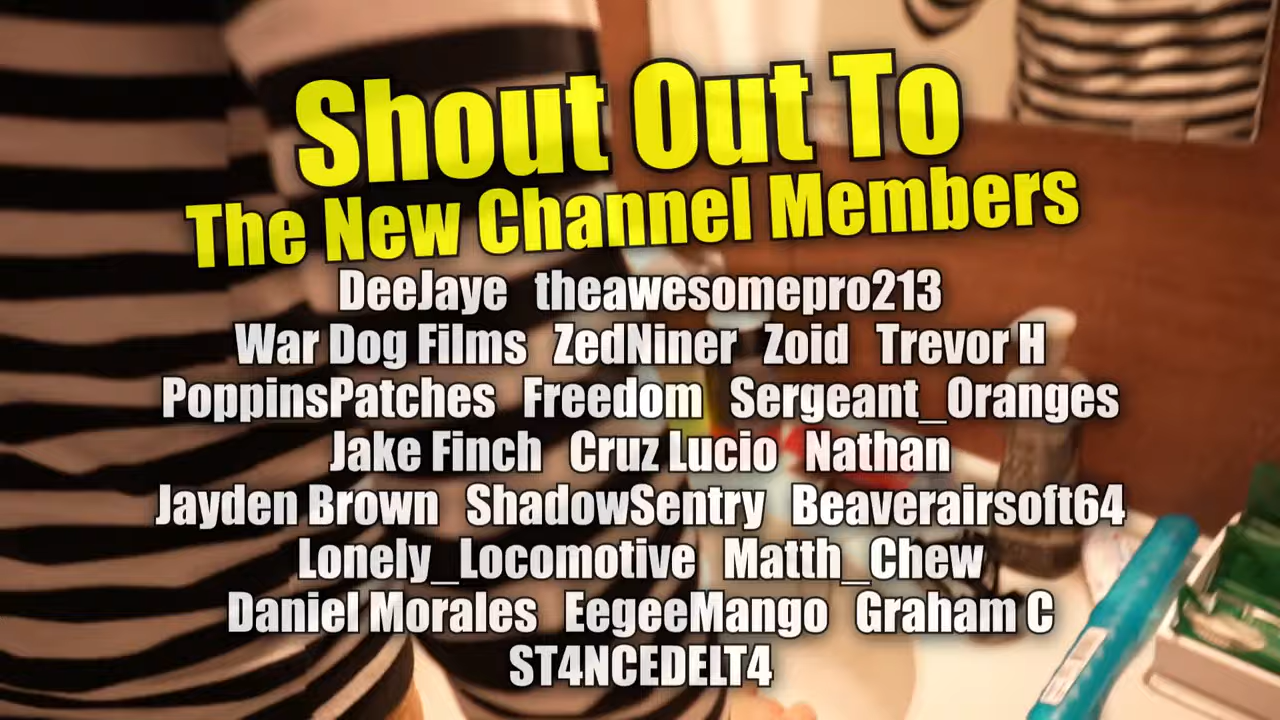 Shout Out To
The New Channel Members
DeeJaye theawesomepro213
War Dog Films ZedNiner Zoid Trevor H
PoppinsPatches Freedom Sergeant_Oranges
Jake Finch Cruz Lucio Nathan
Jayden Brown ShadowSentry Beaverairsoft64
Lonely_Locomotive Matth_Chew
Daniel Morales EegeeMango Graham C
ST4NCEDELT4